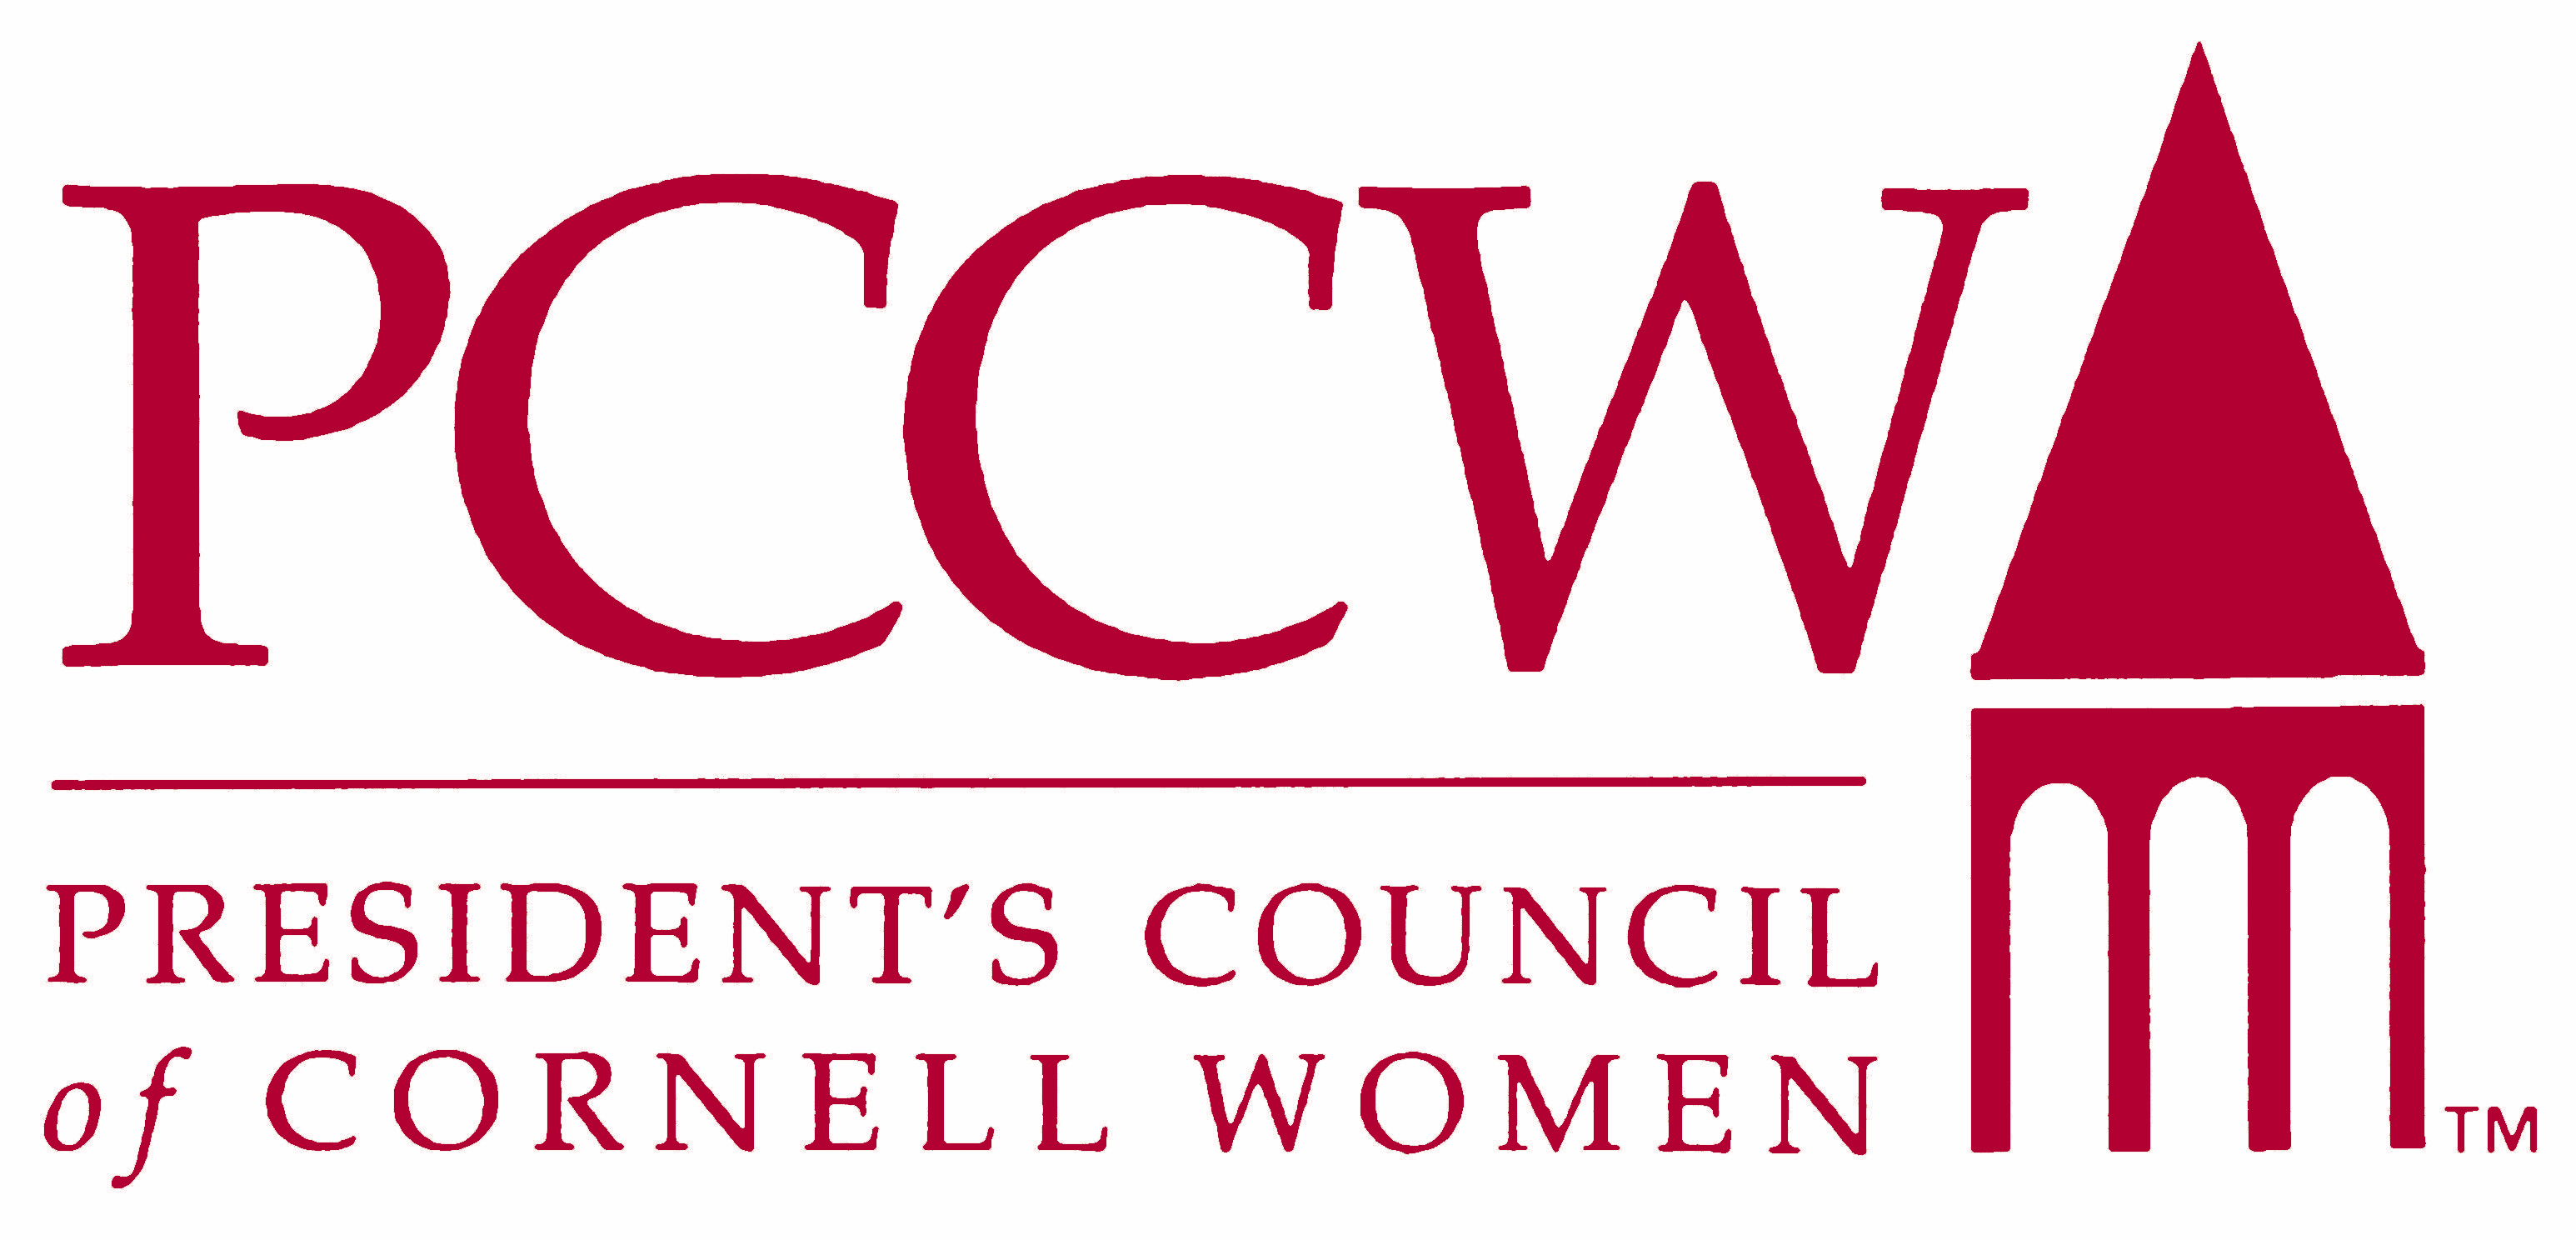 PCCW
PRESIDENT'S COUNCIL
of CORNELL WOMEN
TM